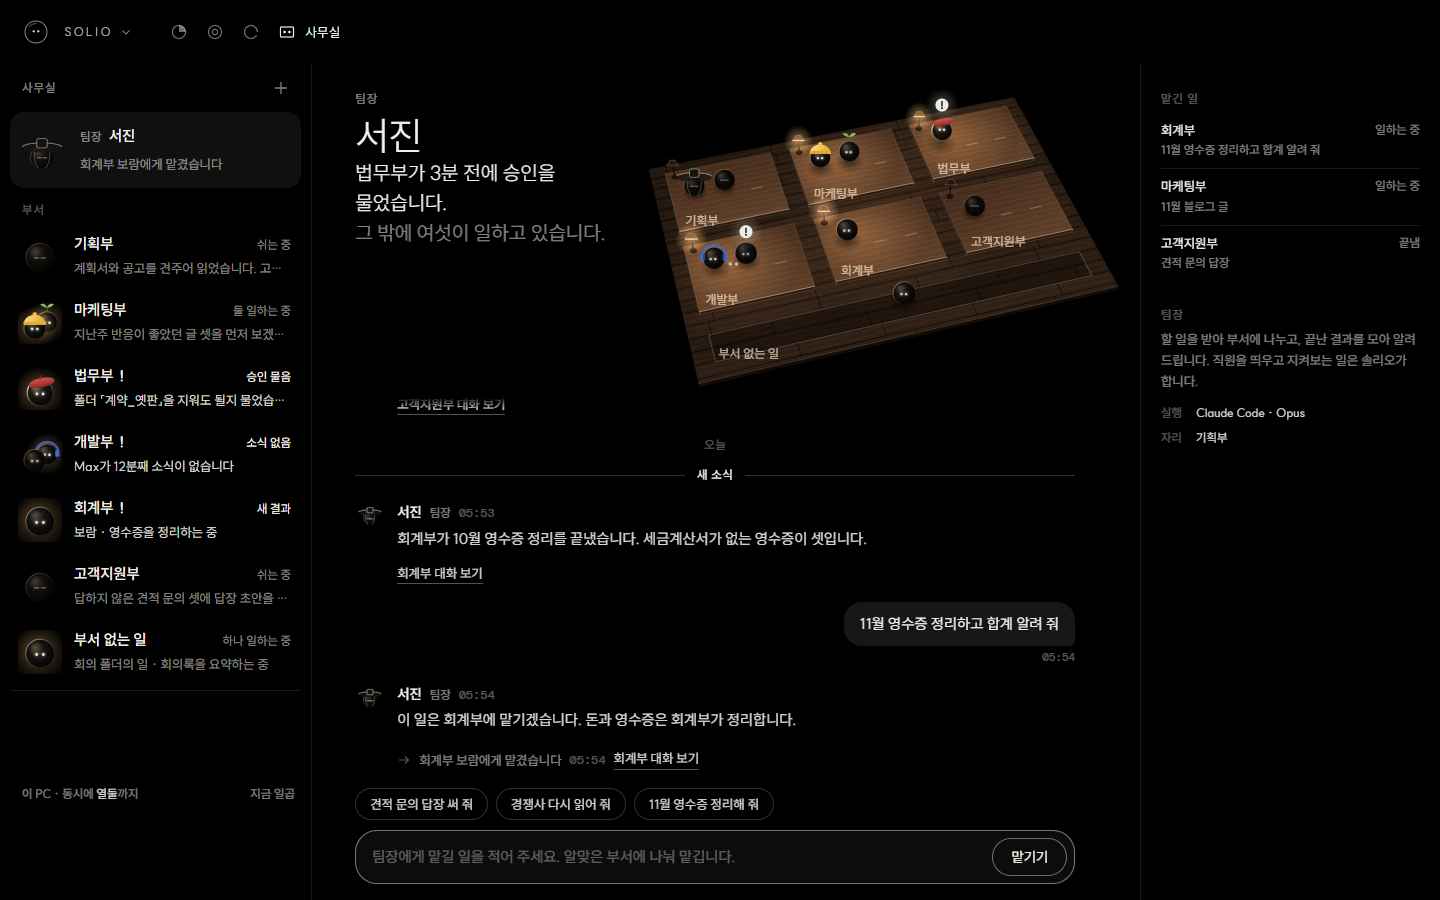 SOLIO
사무실
사무실
팀장 서진
회계부 보람에게 맡겼습니다
부서
기획부 쉬는 중
계획서와 공고를 견주어 읽었습니다. 고…
마케팅부 둘 일하는 중
지난주 반응이 좋았던 글 셋을 먼저 보겠…
법무부 ! 승인 물음
폴더 「계약_옛판」을 지워도 될지 물었습…
개발부 ! 소식 없음
Max가 12분째 소식이 없습니다
회계부 ! 새 결과
보람 · 영수증을 정리하는 중
고객지원부 쉬는 중
답하지 않은 견적 문의 셋에 답장 초안을 …
부서 없는 일 하나 일하는 중
회의 폴더의 일 · 회의록을 요약하는 중
이 PC · 동시에 열둘까지 지금 일곱
팀장
서진
법무부가 3분 전에 승인을
물었습니다.
그 밖에 여섯이 일하고 있습니다.
!
법무부
마케팅부
기획부
고객지원부
!
회계부
개발부
부서 없는 일
고객지원부 대화 보기
오늘
새 소식
서진 팀장 05:53
회계부가 10월 영수증 정리를 끝냈습니다. 세금계산서가 없는 영수증이 셋입니다.
회계부 대화 보기
11월 영수증 정리하고 합계 알려 줘
05:54
서진 팀장 05:54
이 일은 회계부에 맡기겠습니다. 돈과 영수증은 회계부가 정리합니다.
→ 회계부 보람에게 맡겼습니다 05:54 회계부 대화 보기
견적 문의 답장 써 줘
경쟁사 다시 읽어 줘
11월 영수증 정리해 줘
팀장에게 맡길 일을 적어 주세요. 알맞은 부서에 나눠 맡깁니다.
맡기기
맡긴 일
회계부 일하는 중
11월 영수증 정리하고 합계 알려 줘
마케팅부 일하는 중
11월 블로그 글
고객지원부 끝냄
견적 문의 답장
팀장
할 일을 받아 부서에 나누고, 끝난 결과를 모아 알려
드립니다. 직원을 띄우고 지켜보는 일은 솔리오가
합니다.
실행 Claude Code · Opus
자리 기획부